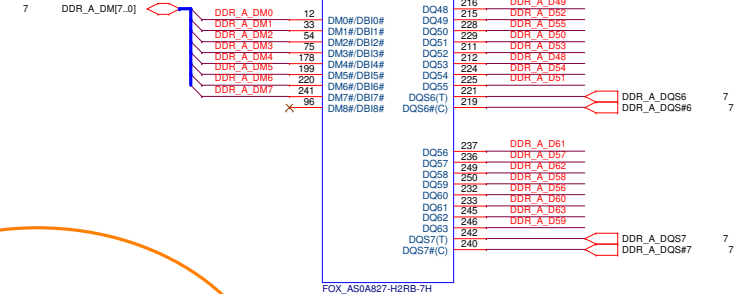 7 DDR_A_DM[7..0]
DDR_A_DM0 12 DM0#/DBI0#
DDR_A_DM1 33 DM1#/DBI1#
DDR_A_DM2 54 DM2#/DBI2#
DDR_A_DM3 75 DM3#/DBI3#
DDR_A_DM4 178 DM4#/DBI4#
DDR_A_DM5 199 DM5#/DBI5#
DDR_A_DM6 220 DM6#/DBI6#
DDR_A_DM7 241 DM7#/DBI7#
96 DM8#/DBI8#
DQ48 216 DDR_A_D49
DQ49 215 DDR_A_D52
DQ50 228 DDR_A_D55
DQ51 229 DDR_A_D50
DQ52 211 DDR_A_D53
DQ53 212 DDR_A_D48
DQ54 224 DDR_A_D54
DQ55 225 DDR_A_D51
DQS6(T) 221 DDR_A_DQS6 7
DQS6#(C) 219 DDR_A_DQS#6 7
DQ56 237 DDR_A_D61
DQ57 236 DDR_A_D57
DQ58 249 DDR_A_D62
DQ59 250 DDR_A_D58
DQ60 232 DDR_A_D56
DQ61 233 DDR_A_D60
DQ62 245 DDR_A_D63
DQ63 246 DDR_A_D59
DQS7(T) 242 DDR_A_DQS7 7
DQS7#(C) 240 DDR_A_DQS#7 7
FOX_AS0A827-H2RB-7H